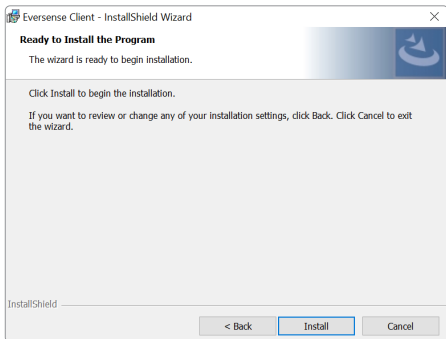 Eversense Client - InstallShield Wizard
Ready to Install the Program
The wizard is ready to begin installation.
Click Install to begin the installation.
If you want to review or change any of your installation settings, click Back. Click Cancel to exit
the wizard.
InstallShield
< Back
Install
Cancel